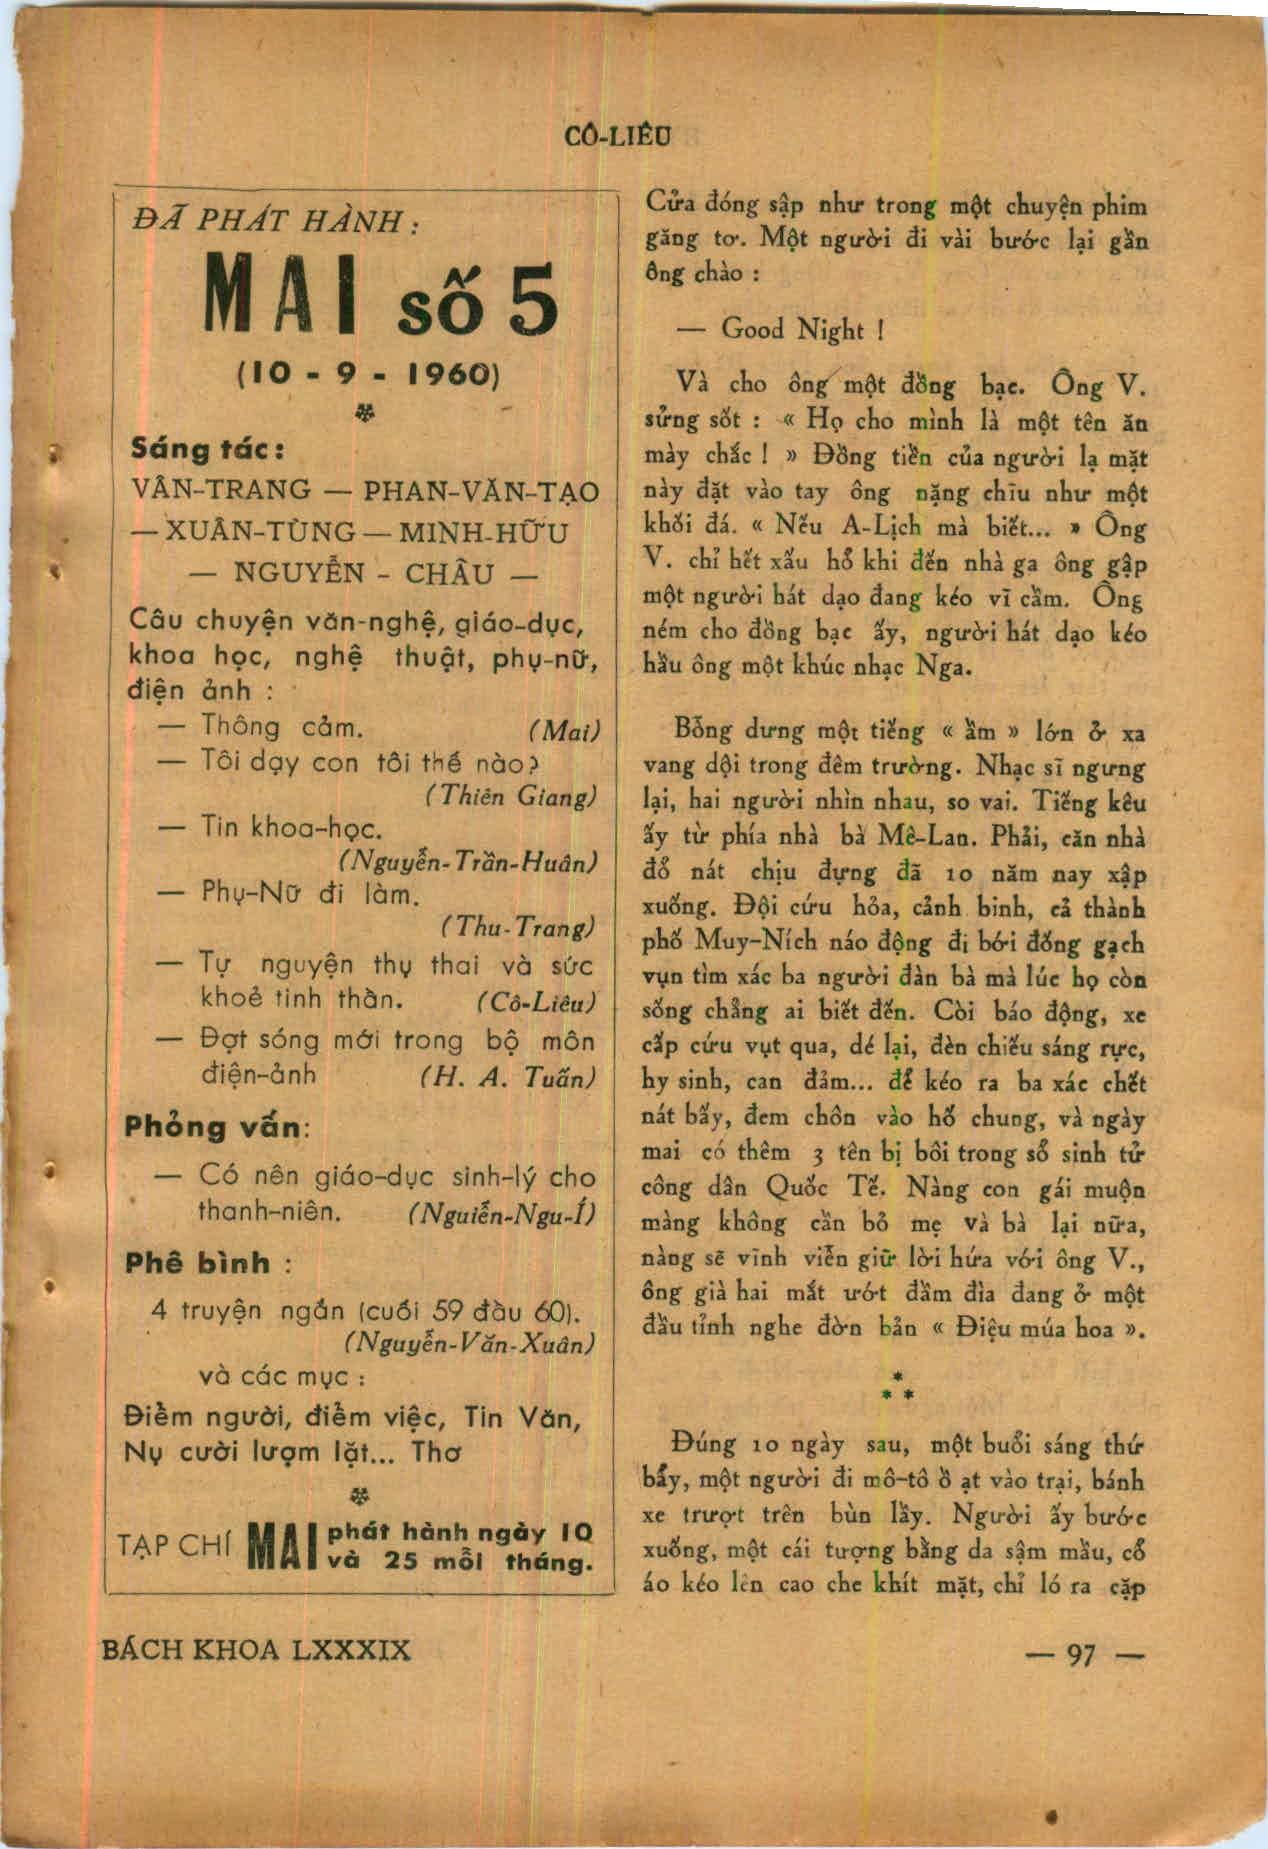 CÔ-LIÊU
ĐÃ PHÁT HÀNH :
MAI số 5
(10 - 9 - 1960)
Sáng tác :
VÂN-TRANG — PHAN-VĂN-TẠO
— XUÂN-TÙNG — MINH-HỮU
— NGUYỄN - CHÂU —
Câu chuyện văn-nghệ, giáo-dục,
khoa học, nghệ thuật, phụ-nữ,
điện ảnh :
— Thông cảm. (Mai)
— Tôi dạy con tôi thế nào?
(Thiên Giang)
— Tin khoa-học.
(Nguyễn-Trần-Huân)
— Phụ-Nữ đi làm.
(Thu-Trang)
— Tự nguyện thụ thai và sức
khoẻ tinh thần. (Cô-Liêu)
— Đợt sóng mới trong bộ môn
điện-ảnh (H. A. Tuấn)
Phỏng vấn:
— Có nên giáo-dục sinh-lý cho
thanh-niên. (Nguiễn-Ngu-Í)
Phê bình :
4 truyện ngắn (cuối 59 đầu 60).
(Nguyễn-Văn-Xuân)
và các mục :
Điểm người, điểm việc, Tin Văn,
Nụ cười lượm lặt... Thơ
TẠP CHÍ MAI phát hành ngày 10
và 25 mỗi tháng.
Cửa đóng sập như trong một chuyện phim
găng tơ. Một người đi vài bước lại gần
ông chào :
— Good Night !
Và cho ông một đồng bạc. Ông V.
sửng sốt : « Họ cho mình là một tên ăn
mày chắc ! » Đồng tiền của người lạ mặt
này đặt vào tay ông nặng chĩu như một
khối đá. « Nếu A-Lịch mà biết... » Ông
V. chỉ hết xấu hổ khi đến nhà ga ông gập
một người hát dạo đang kéo vĩ cầm. Ông
ném cho đồng bạc ấy, người hát dạo kéo
hầu ông một khúc nhạc Nga.
Bỗng dưng một tiếng « ầm » lớn ở xa
vang dội trong đêm trường. Nhạc sĩ ngưng
lại, hai người nhìn nhau, so vai. Tiếng kêu
ấy từ phía nhà bà Mê-Lan. Phải, căn nhà
đổ nát chịu đựng đã 10 năm nay xập
xuống. Đội cứu hỏa, cảnh binh, cả thành
phố Muy-Ních náo động đi bới đống gạch
vụn tìm xác ba người đàn bà mà lúc họ còn
sống chẳng ai biết đến. Còi báo động, xe
cấp cứu vụt qua, dé lại, đèn chiếu sáng rực,
hy sinh, can đảm... để kéo ra ba xác chết
nát bấy, đem chôn vào hố chung, và ngày
mai có thêm 3 tên bị bôi trong sổ sinh tử
công dân Quốc Tế. Nàng con gái muộn
màng không cần bỏ mẹ và bà lại nữa,
nàng sẽ vĩnh viễn giữ lời hứa với ông V.,
ông già hai mắt ướt đầm đìa đang ở một
đầu tỉnh nghe đờn bản « Điệu múa hoa ».
* * *
Đúng 10 ngày sau, một buổi sáng thứ
bẩy, một người đi mô-tô ồ ạt vào trại, bánh
xe trượt trên bùn lầy. Người ấy bước
xuống, một cái tượng bằng da sậm mầu, cổ
áo kéo lên cao che khít mặt, chỉ ló ra cặp
BÁCH KHOA LXXXIX
— 97 —